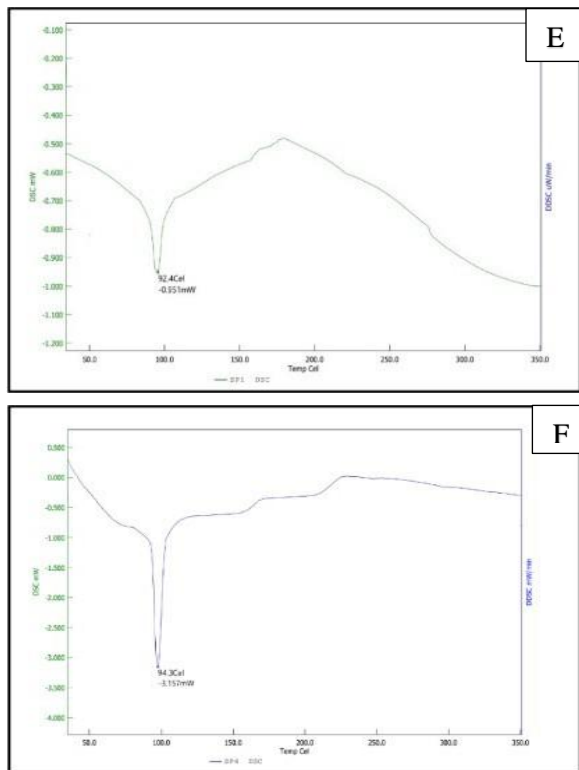 E
-0.100
-0.200
-0.300
-0.400
-0.500
-0.600
-0.700
-0.800
-0.900
-1.000
-1.100
-1.200
DSC mW
DDSC uW/min
92.4Cel
-0.951mW
50.0 100.0 150.0 200.0 250.0 300.0 350.0
Temp Cel
DSC
F
0.500
0.000
-0.500
-1.000
-1.500
-2.000
-2.500
-3.000
-3.500
-4.000
DSC mW
DDSC mW/min
94.3Cel
-3.157mW
50.0 100.0 150.0 200.0 250.0 300.0 350.0
Temp Cel
DSC